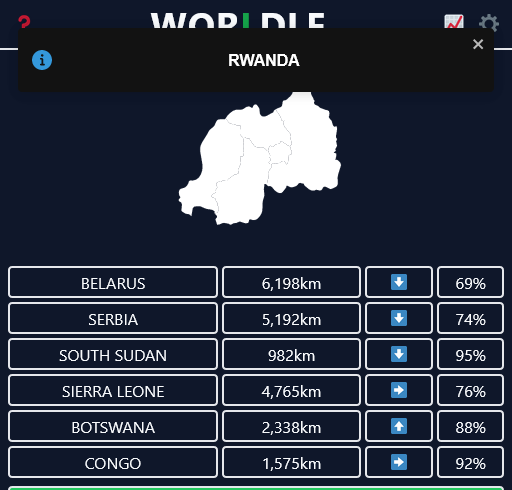 WORLDLE
RWANDA
BELARUS 6,198km ⬇️ 69%
SERBIA 5,192km ⬇️ 74%
SOUTH SUDAN 982km ⬇️ 95%
SIERRA LEONE 4,765km ➡️ 76%
BOTSWANA 2,338km ⬆️ 88%
CONGO 1,575km ➡️ 92%